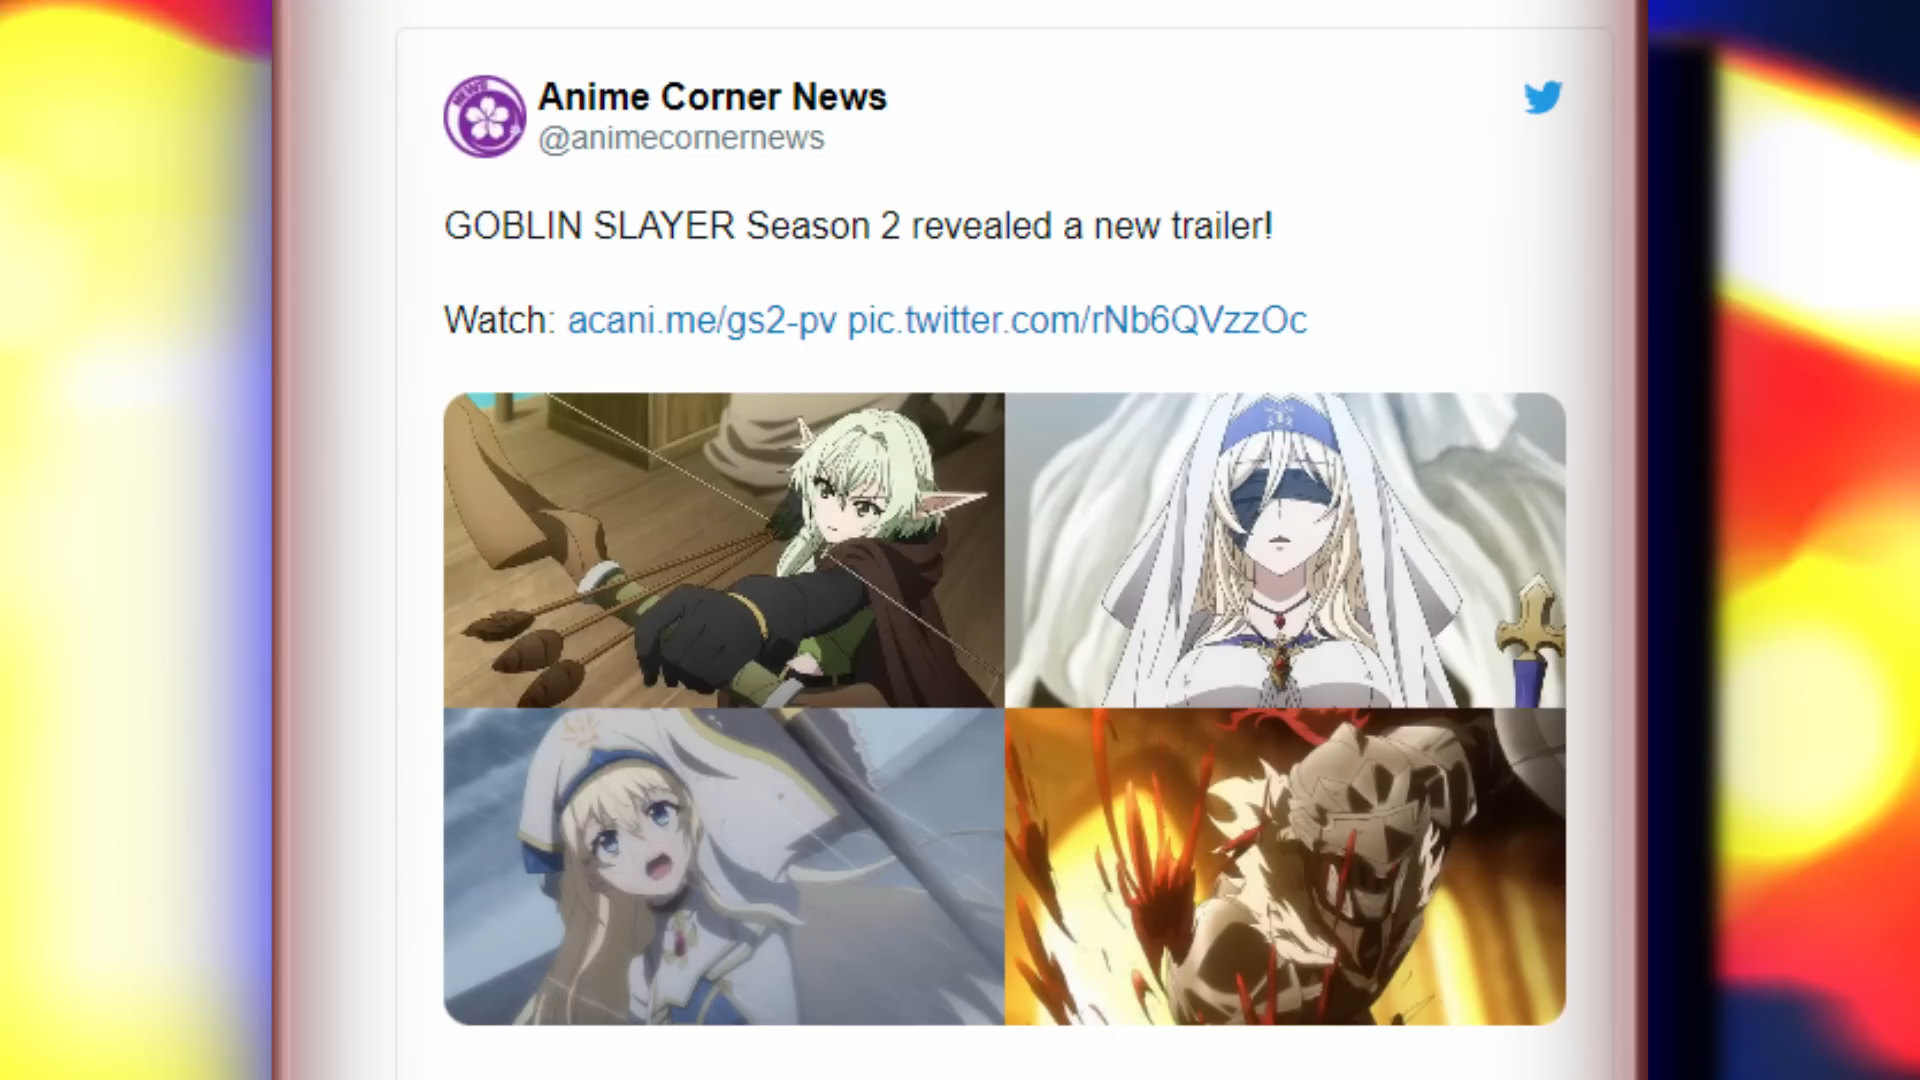 NEWS
Anime Corner News
@animecornernews
GOBLIN SLAYER Season 2 revealed a new trailer!
Watch: acani.me/gs2-pv pic.twitter.com/rNb6QVzzOc